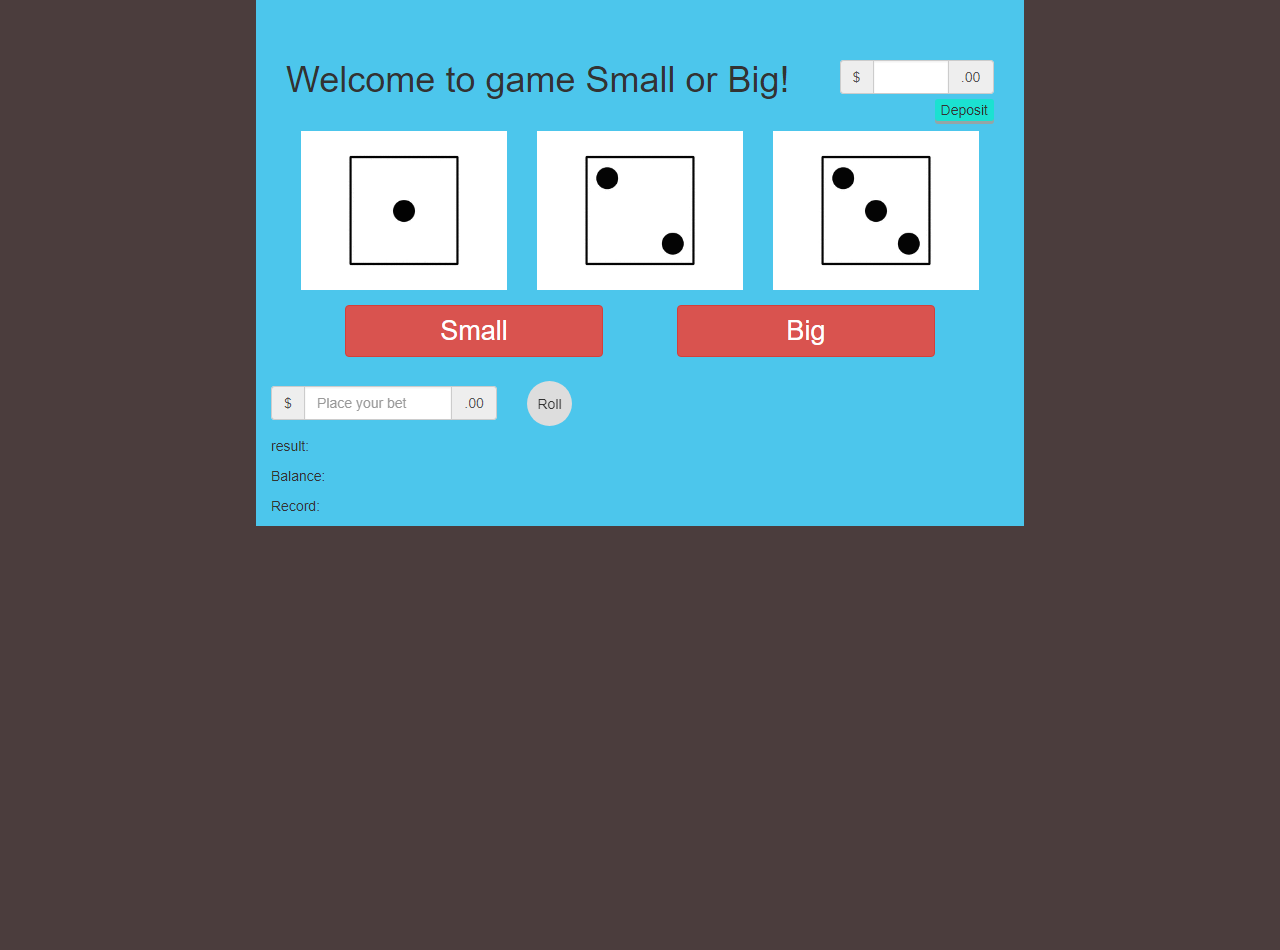 Welcome to game Small or Big!
$ .00
Deposit
Small Big
$ Place your bet .00 Roll
result:
Balance:
Record: